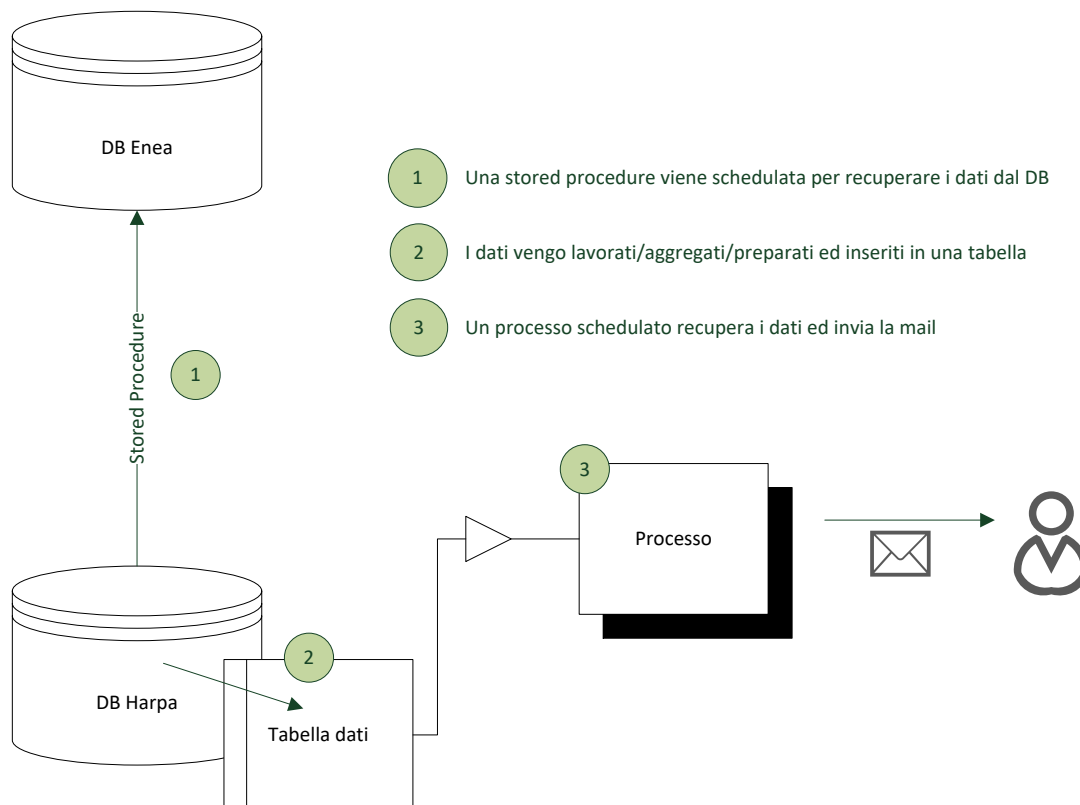 DB Enea
1 Una stored procedure viene schedulata per recuperare i dati dal DB
2 I dati vengo lavorati/aggregati/preparati ed inseriti in una tabella
3 Un processo schedulato recupera i dati ed invia la mail
Stored Procedure
1
3
Processo
2
DB Harpa
Tabella dati